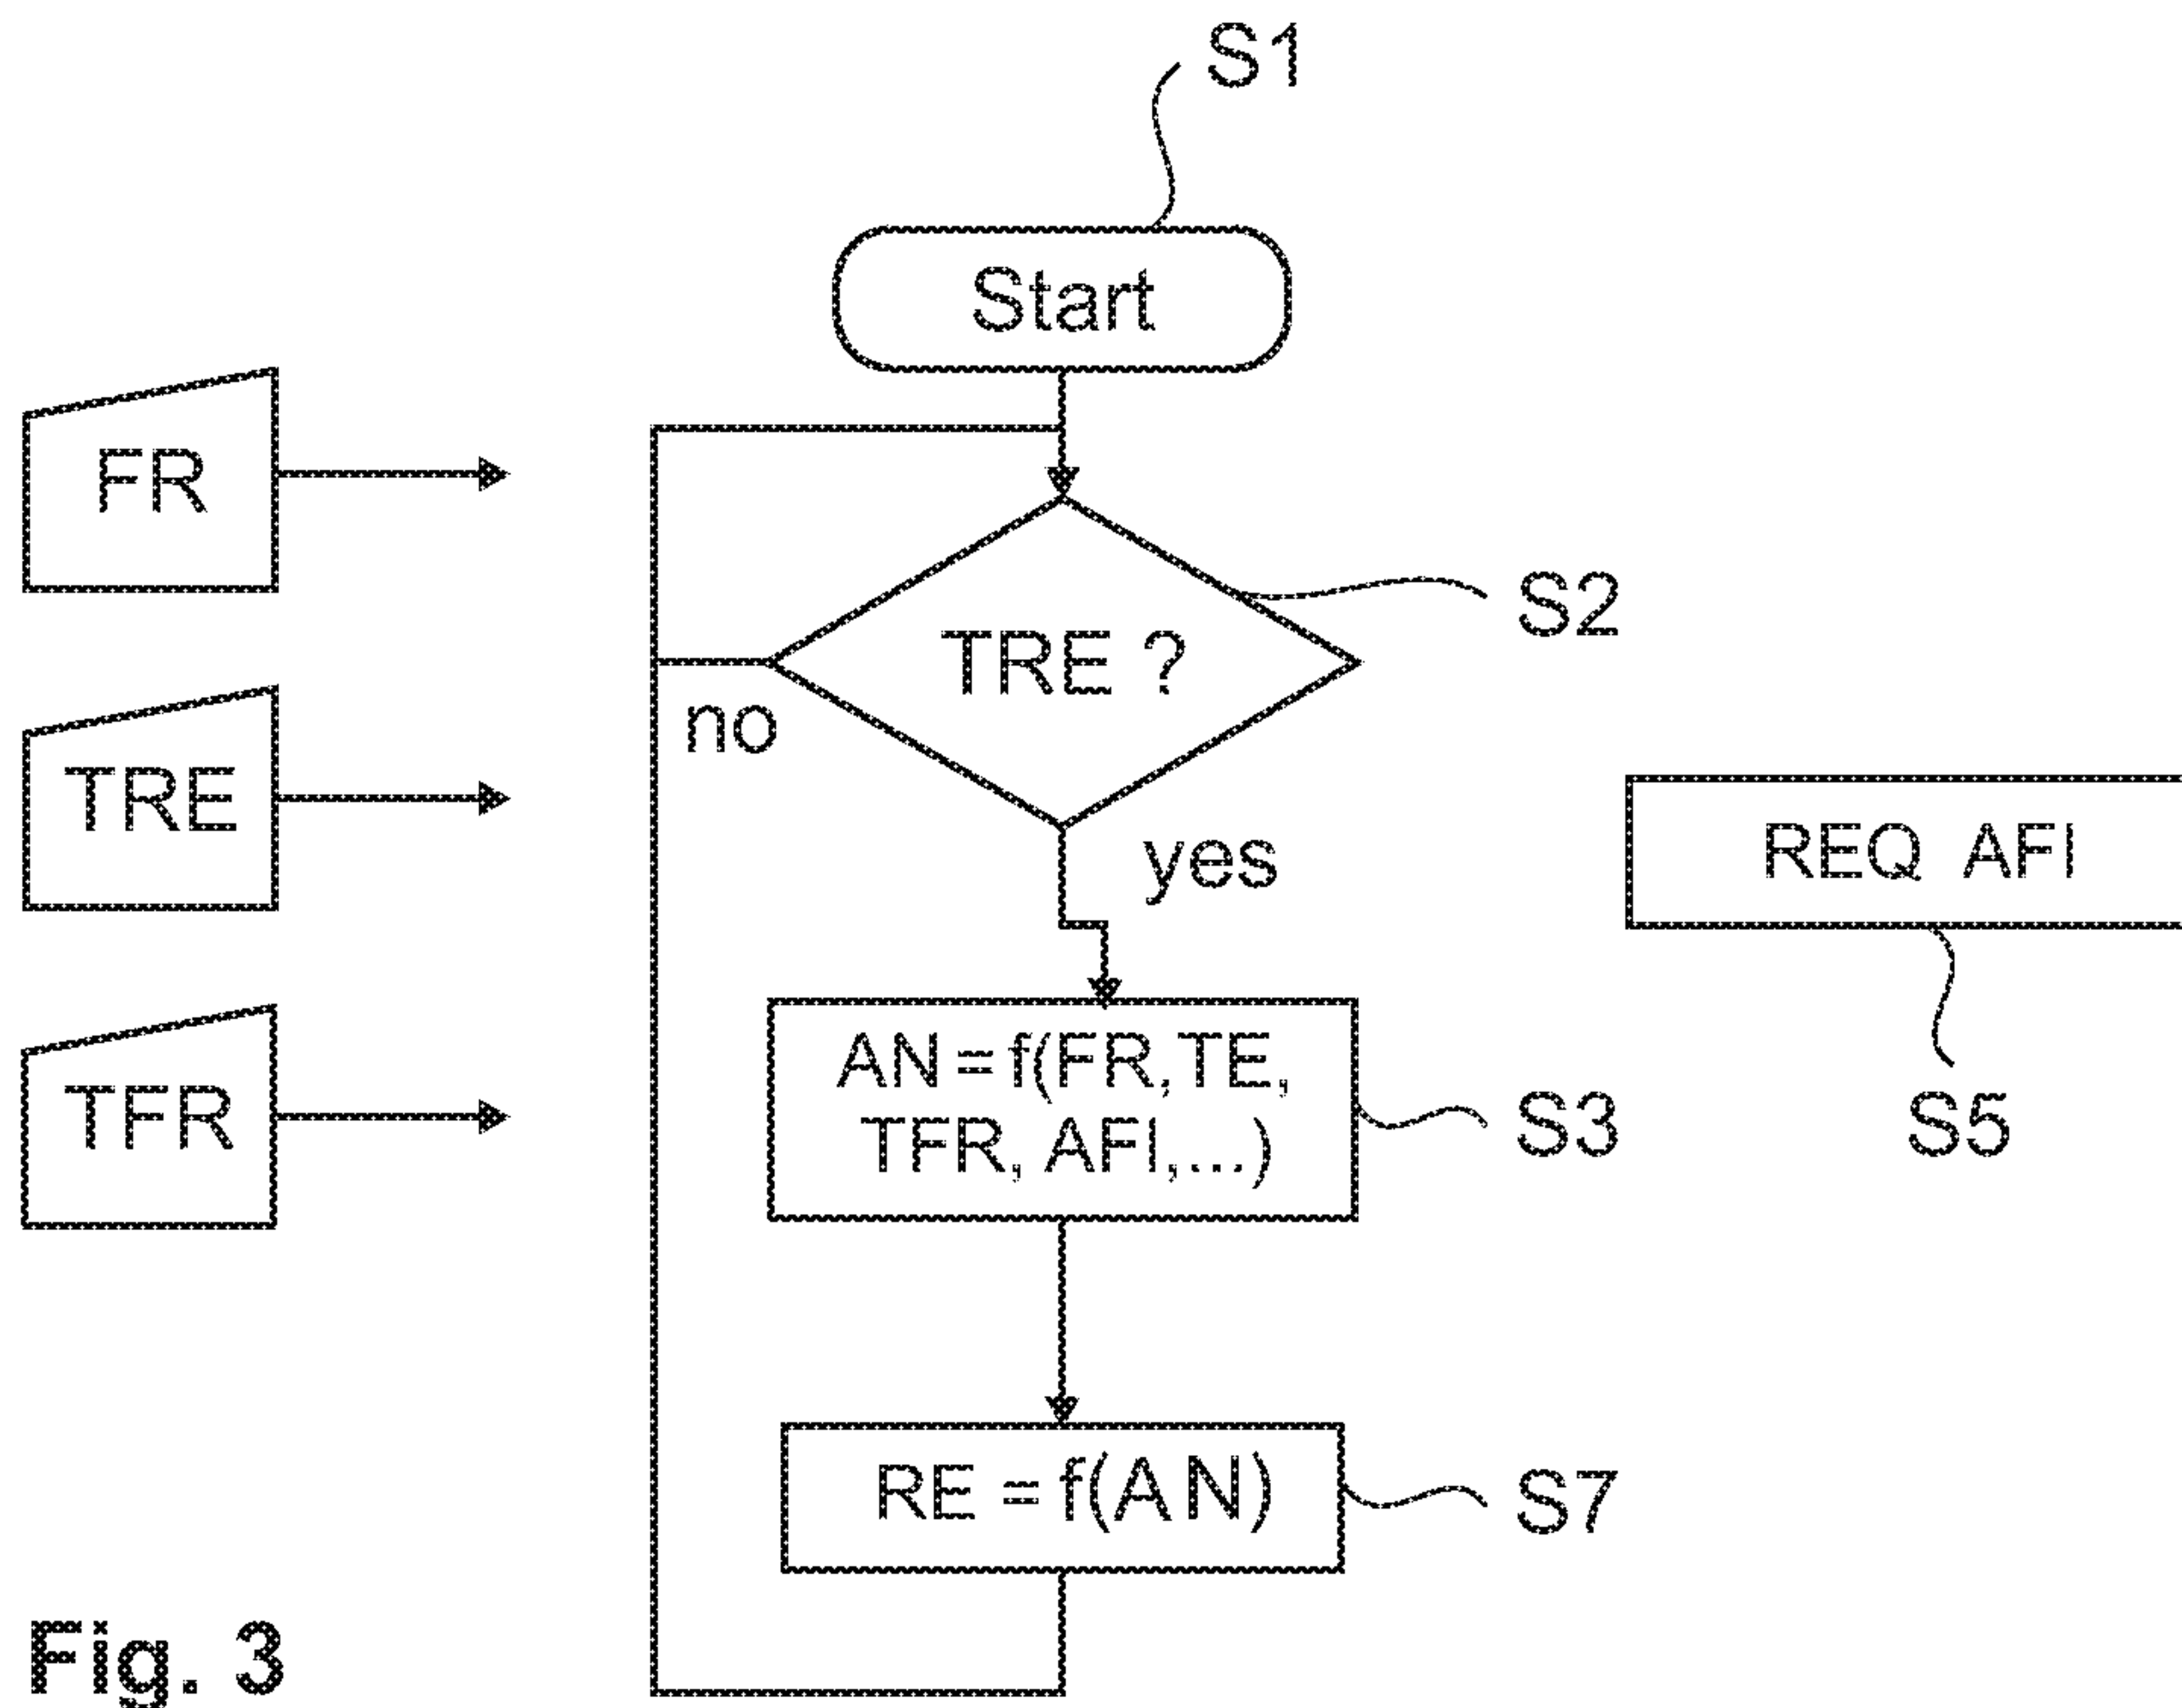 S1
Start
FR
TRE ?
S2
no
TRE
yes
REQ AFI
AN = f(FR,TE,
TFR, AFI,...)
S3
S5
TFR
RE = f(AN)
S7
Fig. 3